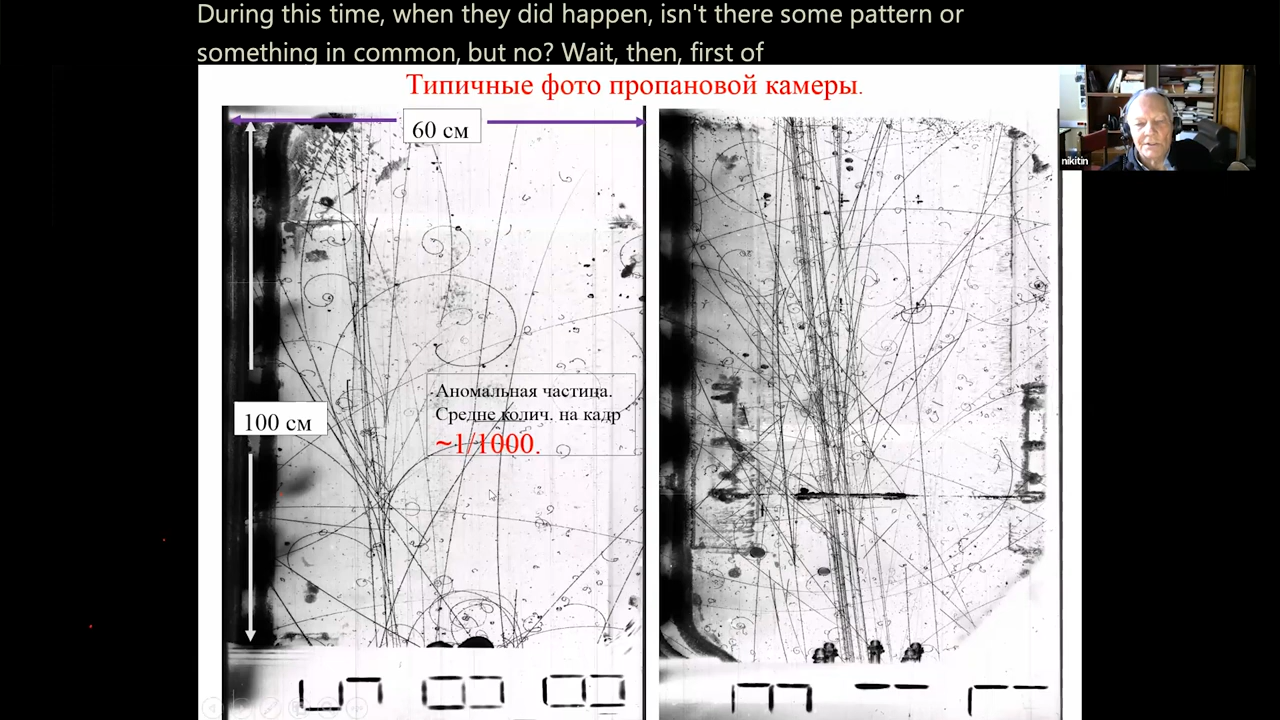 During this time, when they did happen, isn't there some pattern or
something in common, but no? Wait, then, first of
Типичные фото пропановой камеры.
60 см
nikitin
Аномальная частица.
Средне колич. на кадр
~1/1000.
100 см